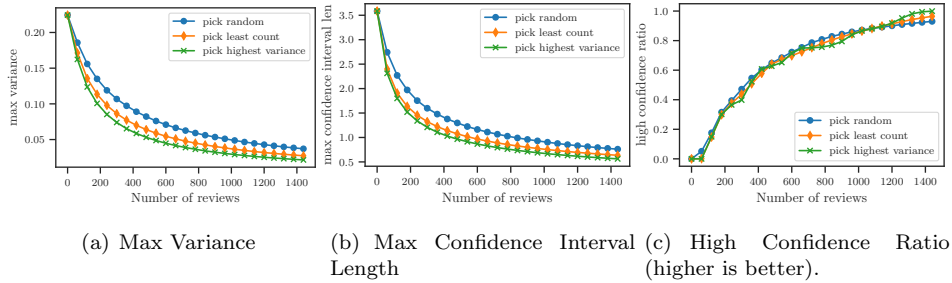 max variance
0.20
0.15
0.10
0.05
pick random
pick least count
pick highest variance
0 200 400 600 800 1000 1200 1400
Number of reviews
(a) Max Variance
max confidence interval len
3.5
3.0
2.5
2.0
1.5
1.0
0.5
pick random
pick least count
pick highest variance
0 200 400 600 800 1000 1200 1400
Number of reviews
(b) Max Confidence Interval
Length
high confidence ratio
1.0
0.8
0.6
0.4
0.2
0.0
pick random
pick least count
pick highest variance
0 200 400 600 800 1000 1200 1400
Number of reviews
(c) High Confidence Ratio
(higher is better).